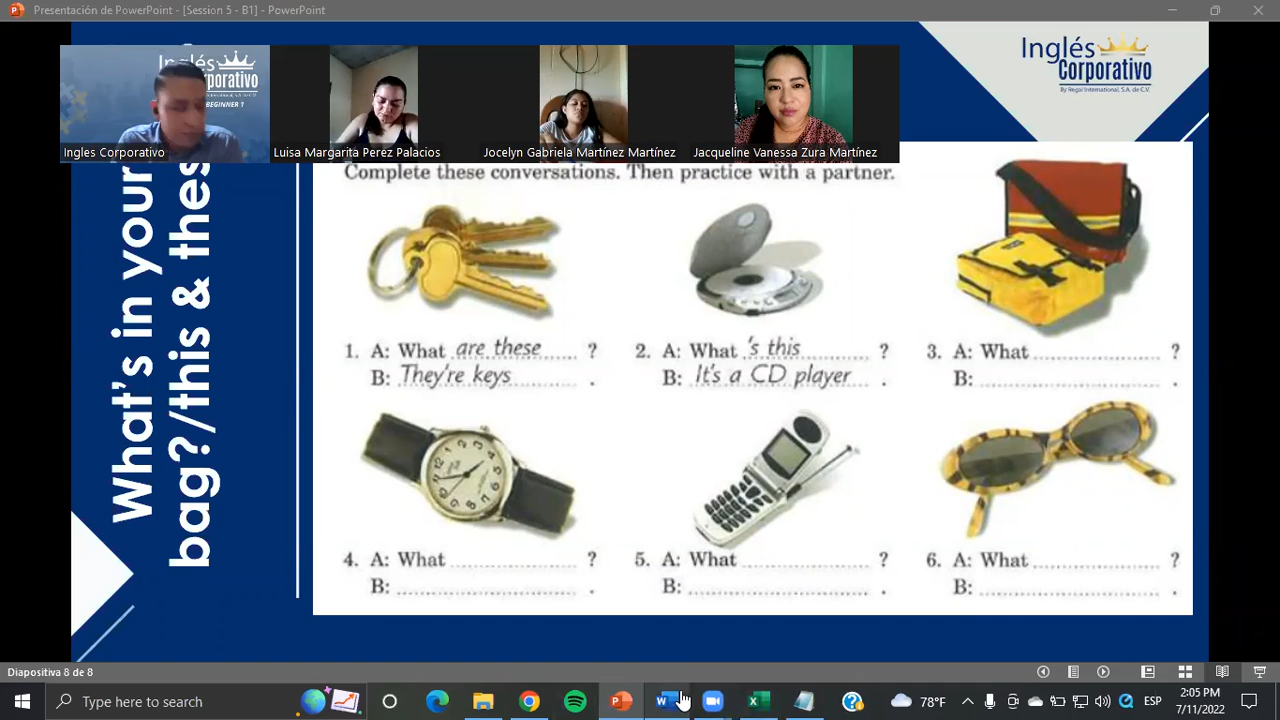 Presentación de PowerPoint - [Session 5 - B1] - PowerPoint
Inglés
Corporativo
By Regal International, S.A. de C.V.
BEGINNER 1
Ingles Corporativo
Luisa Margarita Perez Palacios
Jocelyn Gabriela Martínez Martínez
Jacqueline Vanessa Zura Martínez
What's in your
bag?/this & thes
Complete these conversations. Then practice with a partner.
1. A: What are these ?
B: They're keys .
2. A: What 's this ?
B: It's a CD player .
3. A: What ?
B: .
4. A: What ?
B: .
5. A: What ?
B: .
6. A: What ?
B: .
Diapositiva 8 de 8
Type here to search
78°F
ESP
2:05 PM
7/11/2022